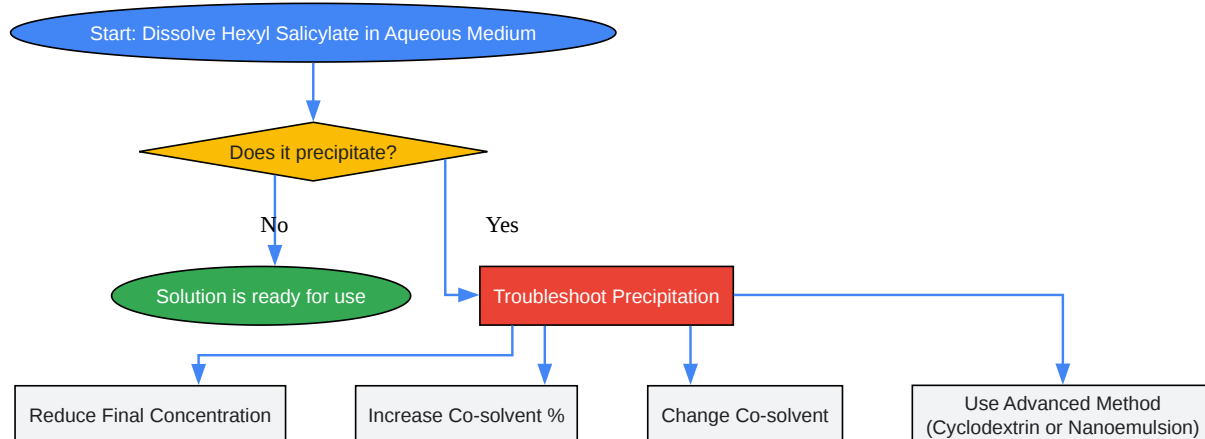 Start: Dissolve Hexyl Salicylate in Aqueous Medium
Does it precipitate?
No
Yes
Solution is ready for use
Troubleshoot Precipitation
Reduce Final Concentration
Increase Co-solvent %
Change Co-solvent
Use Advanced Method
(Cyclodextrin or Nanoemulsion)